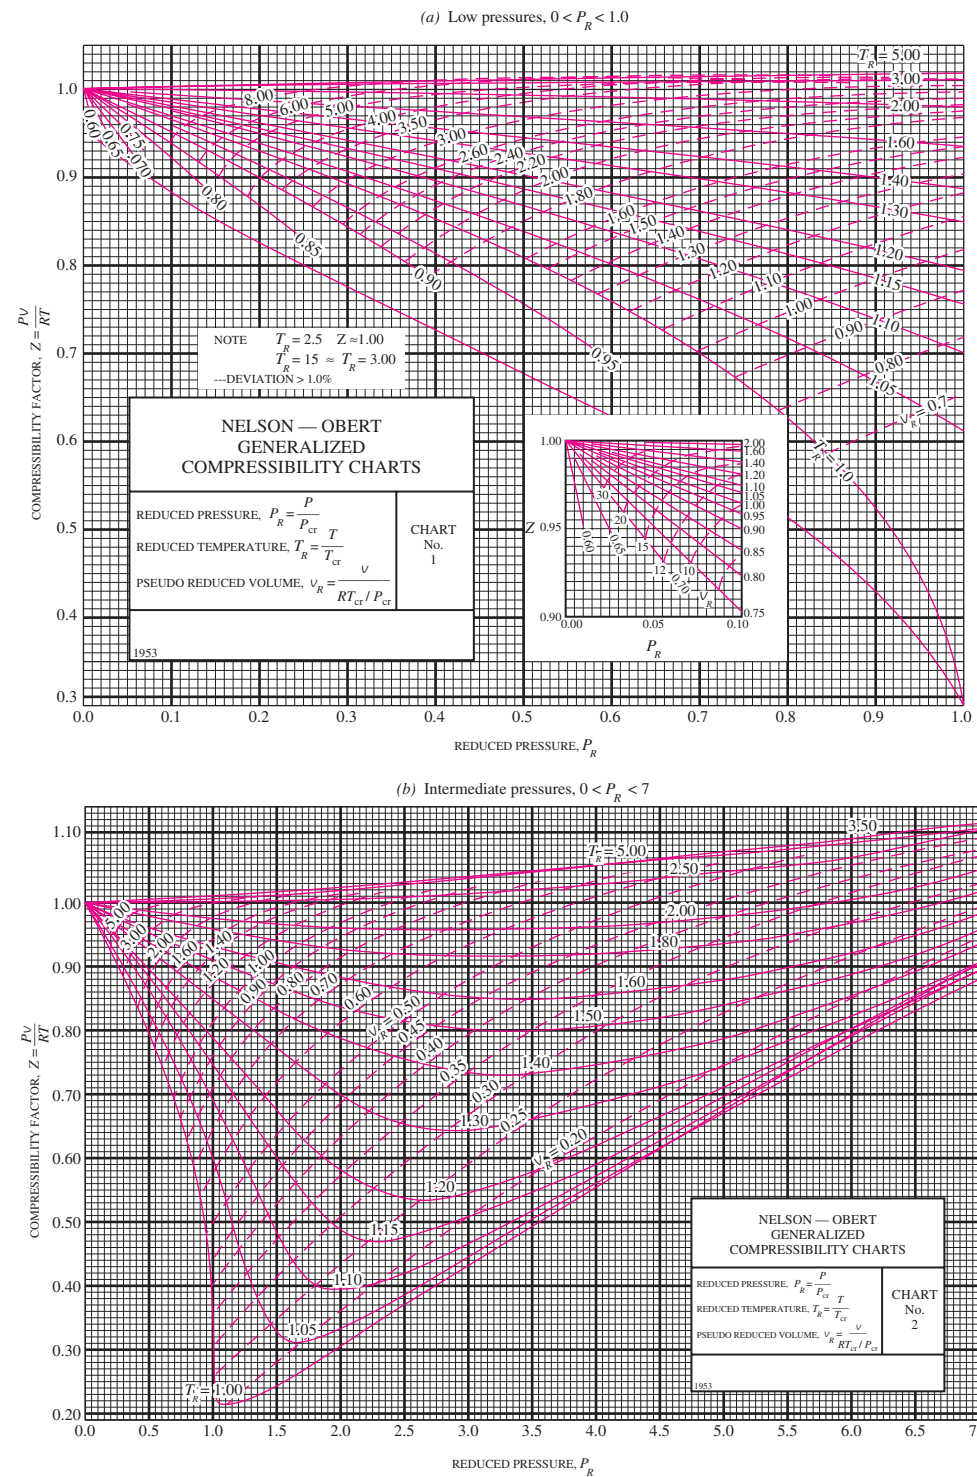 (a) Low pressures, 0 < P_R < 1.0
T_R = 5.00
3.00
2.00
1.60
1.40
1.30
1.20
1.15
1.10
1.05
T_R = 1.0
0.95
0.90
0.85
0.80
0.75
0.70
0.65
0.60
8.00
6.00
5.00
4.00
3.50
3.00
2.60
2.40
2.20
2.00
1.80
1.60
1.50
1.40
1.30
1.20
1.10
1.00
0.90
0.80
v_R = 0.7
1.0
0.9
0.8
0.7
0.6
0.5
0.4
0.3
COMPRESSIBILITY FACTOR, Z = Pv/RT
NOTE T_R = 2.5 Z ≈1.00
T_R = 15 ≈ T_R = 3.00
---DEVIATION > 1.0%
NELSON — OBERT
GENERALIZED
COMPRESSIBILITY CHARTS
REDUCED PRESSURE, P_R = P/P_cr
REDUCED TEMPERATURE, T_R = T/T_cr
PSEUDO REDUCED VOLUME, v_R = v/(RT_cr / P_cr)
CHART
No.
1
1953
1.00
0.95
0.90
Z
30
20
15
12
10
v_R
0.60
0.65
0.70
2.00
1.60
1.40
1.20
1.10
1.05
1.00
0.95
0.90
0.85
0.80
0.75
0.00 0.05 0.10
P_R
0.0 0.1 0.2 0.3 0.4 0.5 0.6 0.7 0.8 0.9 1.0
REDUCED PRESSURE, P_R
(b) Intermediate pressures, 0 < P_R < 7
1.10
1.00
0.90
0.80
0.70
0.60
0.50
0.40
0.30
0.20
COMPRESSIBILITY FACTOR, Z = Pv/RT
3.50
T_R = 5.00
2.50
2.00
1.80
1.60
1.50
1.40
1.30
1.20
1.15
1.10
1.05
T_R = 1.00
5.00
3.00
2.00
1.60
1.40
1.20
1.00
0.90
0.80
0.70
0.60
v_R = 0.50
0.45
0.40
0.35
0.30
0.25
v_R = 0.20
NELSON — OBERT
GENERALIZED
COMPRESSIBILITY CHARTS
REDUCED PRESSURE, P_R = P/P_cr
REDUCED TEMPERATURE, T_R = T/T_cr
PSEUDO REDUCED VOLUME, v_R = v/(RT_cr / P_cr)
CHART
No.
2
1953
0.0 0.5 1.0 1.5 2.0 2.5 3.0 3.5 4.0 4.5 5.0 5.5 6.0 6.5
REDUCED PRESSURE, P_R